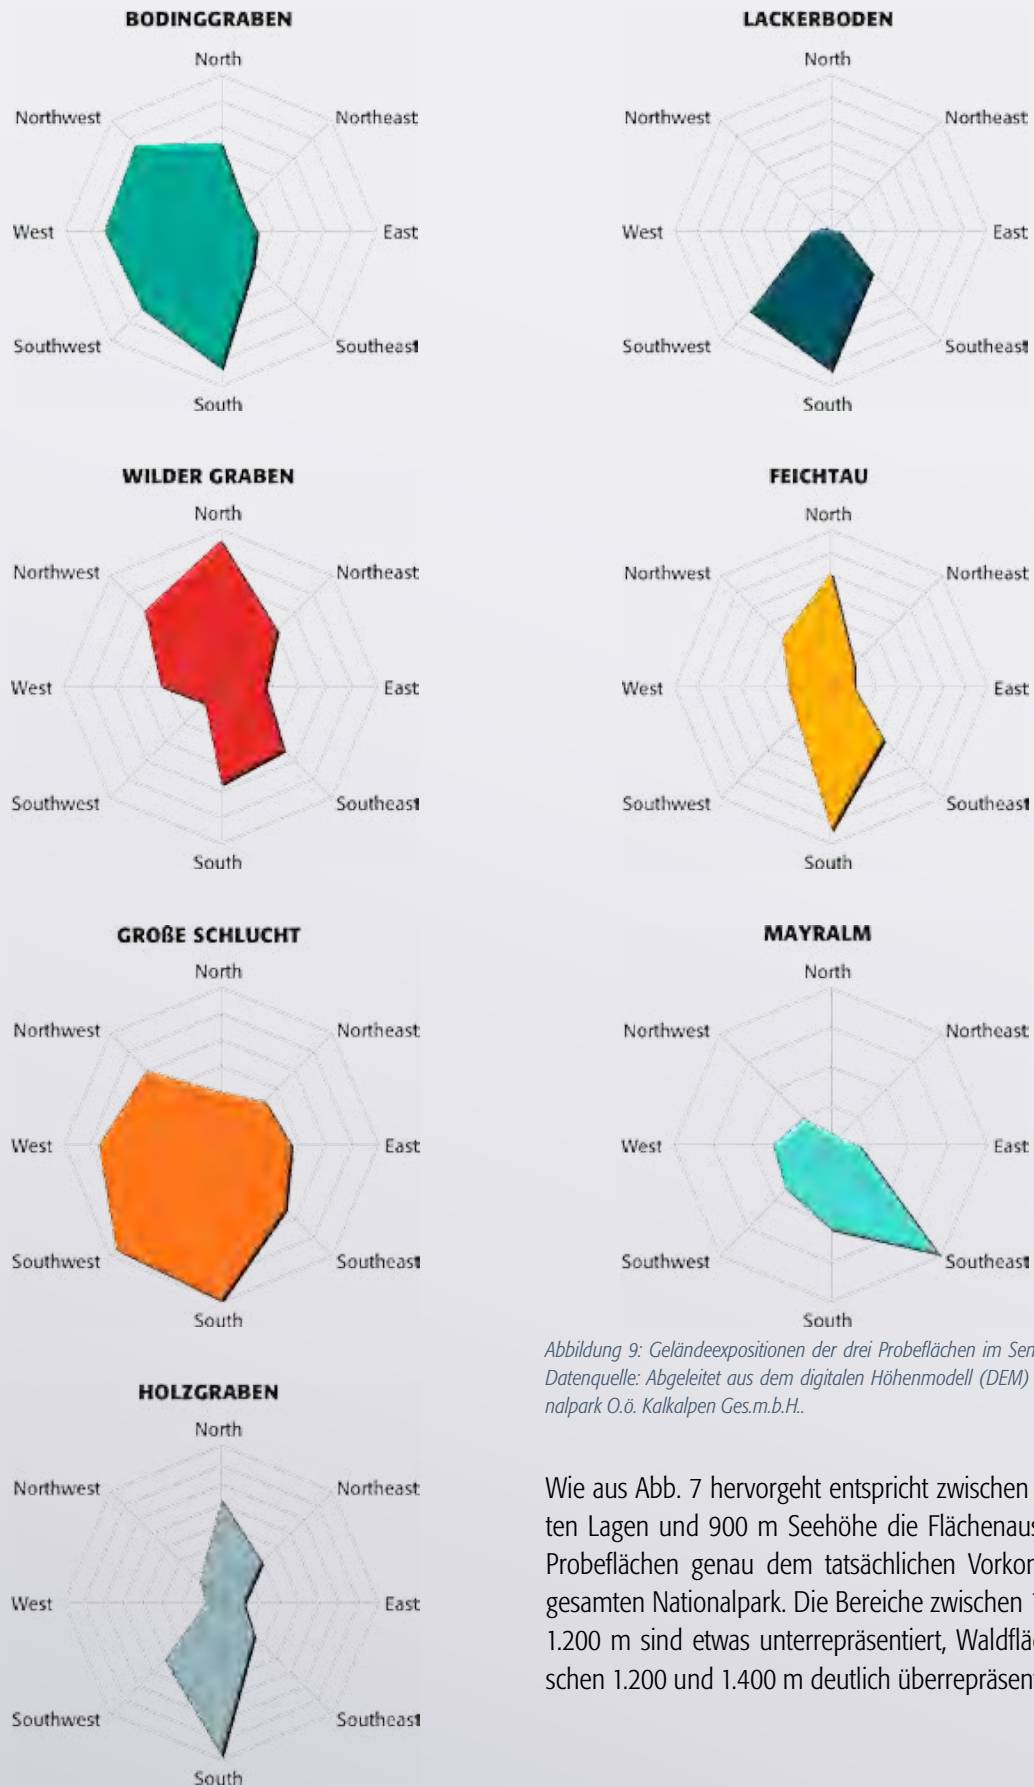 BODINGGRABEN
North
Northwest
Northeast
West
East
Southwest
Southeast
South
LACKERBODEN
North
Northwest
Northeast
West
East
Southwest
Southeast
South
WILDER GRABEN
North
Northwest
Northeast
West
East
Southwest
Southeast
South
FEICHTAU
North
Northwest
Northeast
West
East
Southwest
Southeast
South
GROßE SCHLUCHT
North
Northwest
Northeast
West
East
Southwest
Southeast
South
MAYRALM
North
Northwest
Northeast
West
East
Southwest
Southeast
South
HOLZGRABEN
North
Northwest
Northeast
West
East
Southwest
Southeast
South
Abbildung 9: Geländeexpositionen der drei Probeflächen im
Datenquelle: Abgeleitet aus dem digitalen Höhenmodell (DEM)
nalpark O.ö. Kalkalpen Ges.m.b.H..
Wie aus Abb. 7 hervorgeht entspricht zwischen
ten Lagen und 900 m Seehöhe die
Probeflächen genau dem tatsächlichen
gesamten Nationalpark. Die Bereiche zwischen
1.200 m sind etwas unterrepräsentiert,
schen 1.200 und 1.400 m deutlich